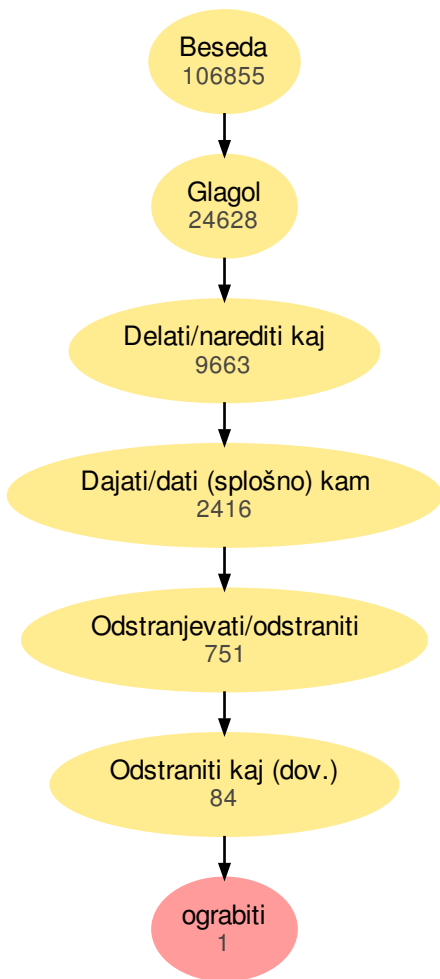 Beseda
106855
Glagol
24628
Delati/narediti kaj
9663
Dajati/dati (splošno) kam
2416
Odstranjevati/odstraniti
751
Odstraniti kaj (dov.)
84
ograbiti
1